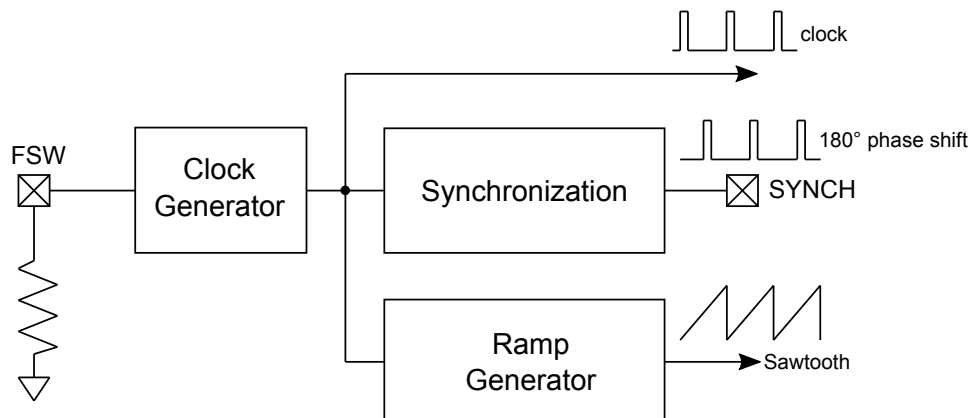 clock
180° phase shift
FSW
Clock
Generator
Synchronization
SYNCH
Ramp
Generator
Sawtooth